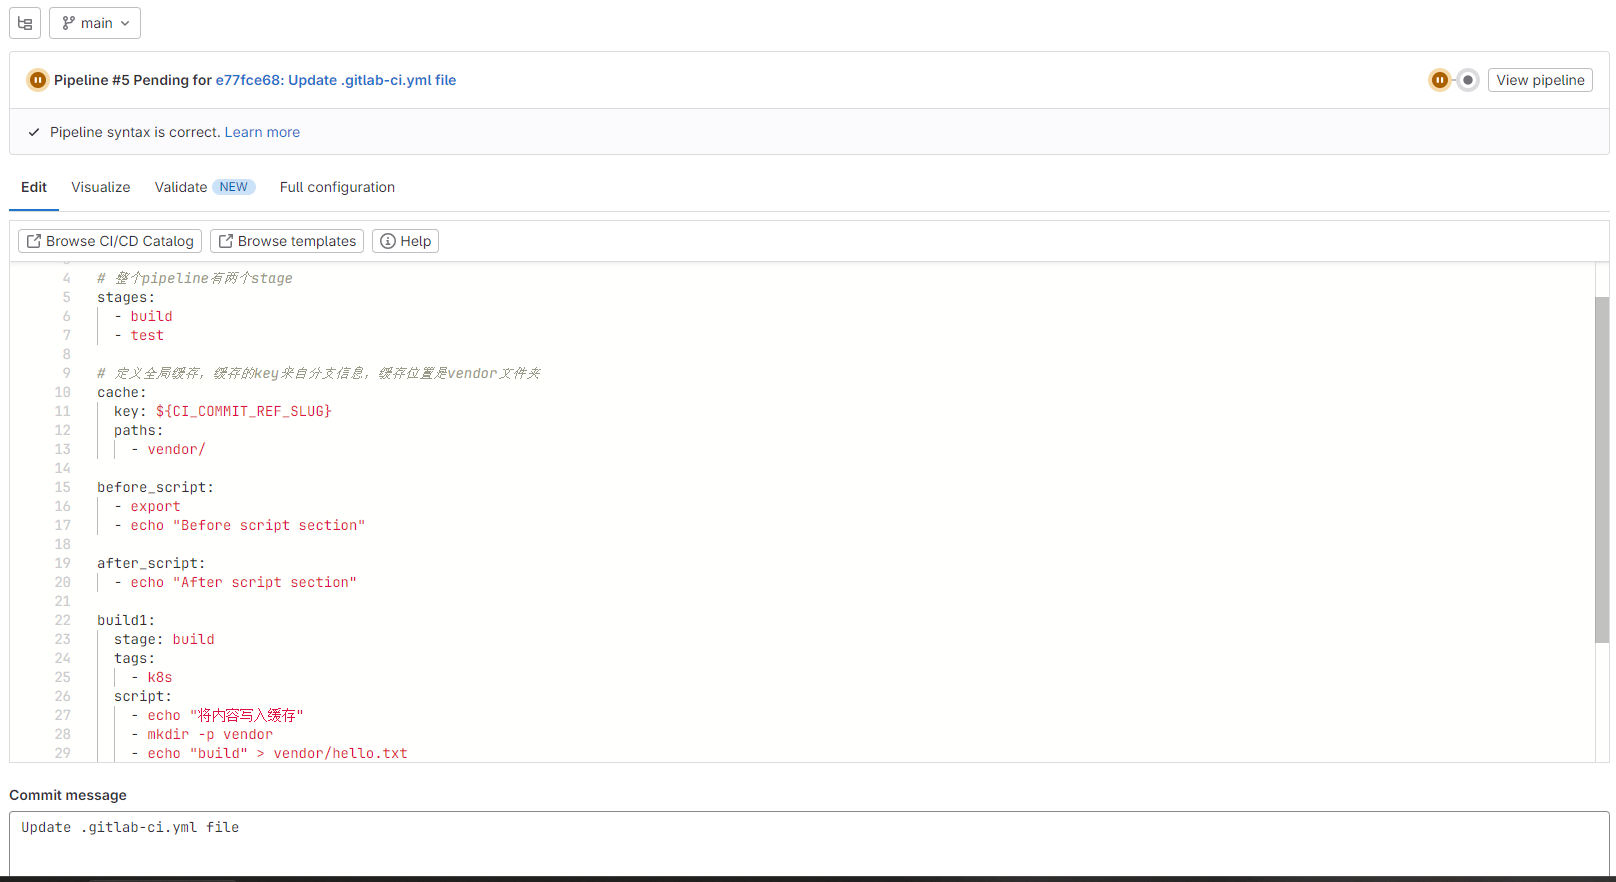 main
Pipeline #5 Pending for e77fce68: Update .gitlab-ci.yml file
View pipeline
Pipeline syntax is correct. Learn more
Edit Visualize Validate NEW Full configuration
Browse CI/CD Catalog Browse templates Help
4 # 整个pipeline有两个stage
5 stages:
6 - build
7 - test
8
9 # 定义全局缓存，缓存的key来自分支信息，缓存位置是vendor文件夹
10 cache:
11 key: ${CI_COMMIT_REF_SLUG}
12 paths:
13 - vendor/
14
15 before_script:
16 - export
17 - echo "Before script section"
18
19 after_script:
20 - echo "After script section"
21
22 build1:
23 stage: build
24 tags:
25 - k8s
26 script:
27 - echo "将内容写入缓存"
28 - mkdir -p vendor
29 - echo "build" > vendor/hello.txt
Commit message
Update .gitlab-ci.yml file